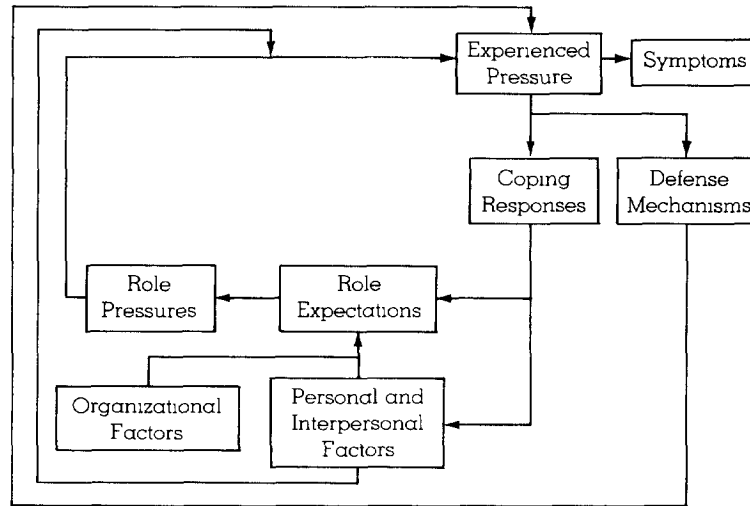 Experienced
Pressure
Symptoms
Coping
Responses
Defense
Mechanisms
Role
Pressures
Role
Expectations
Organizational
Factors
Personal and
Interpersonal
Factors